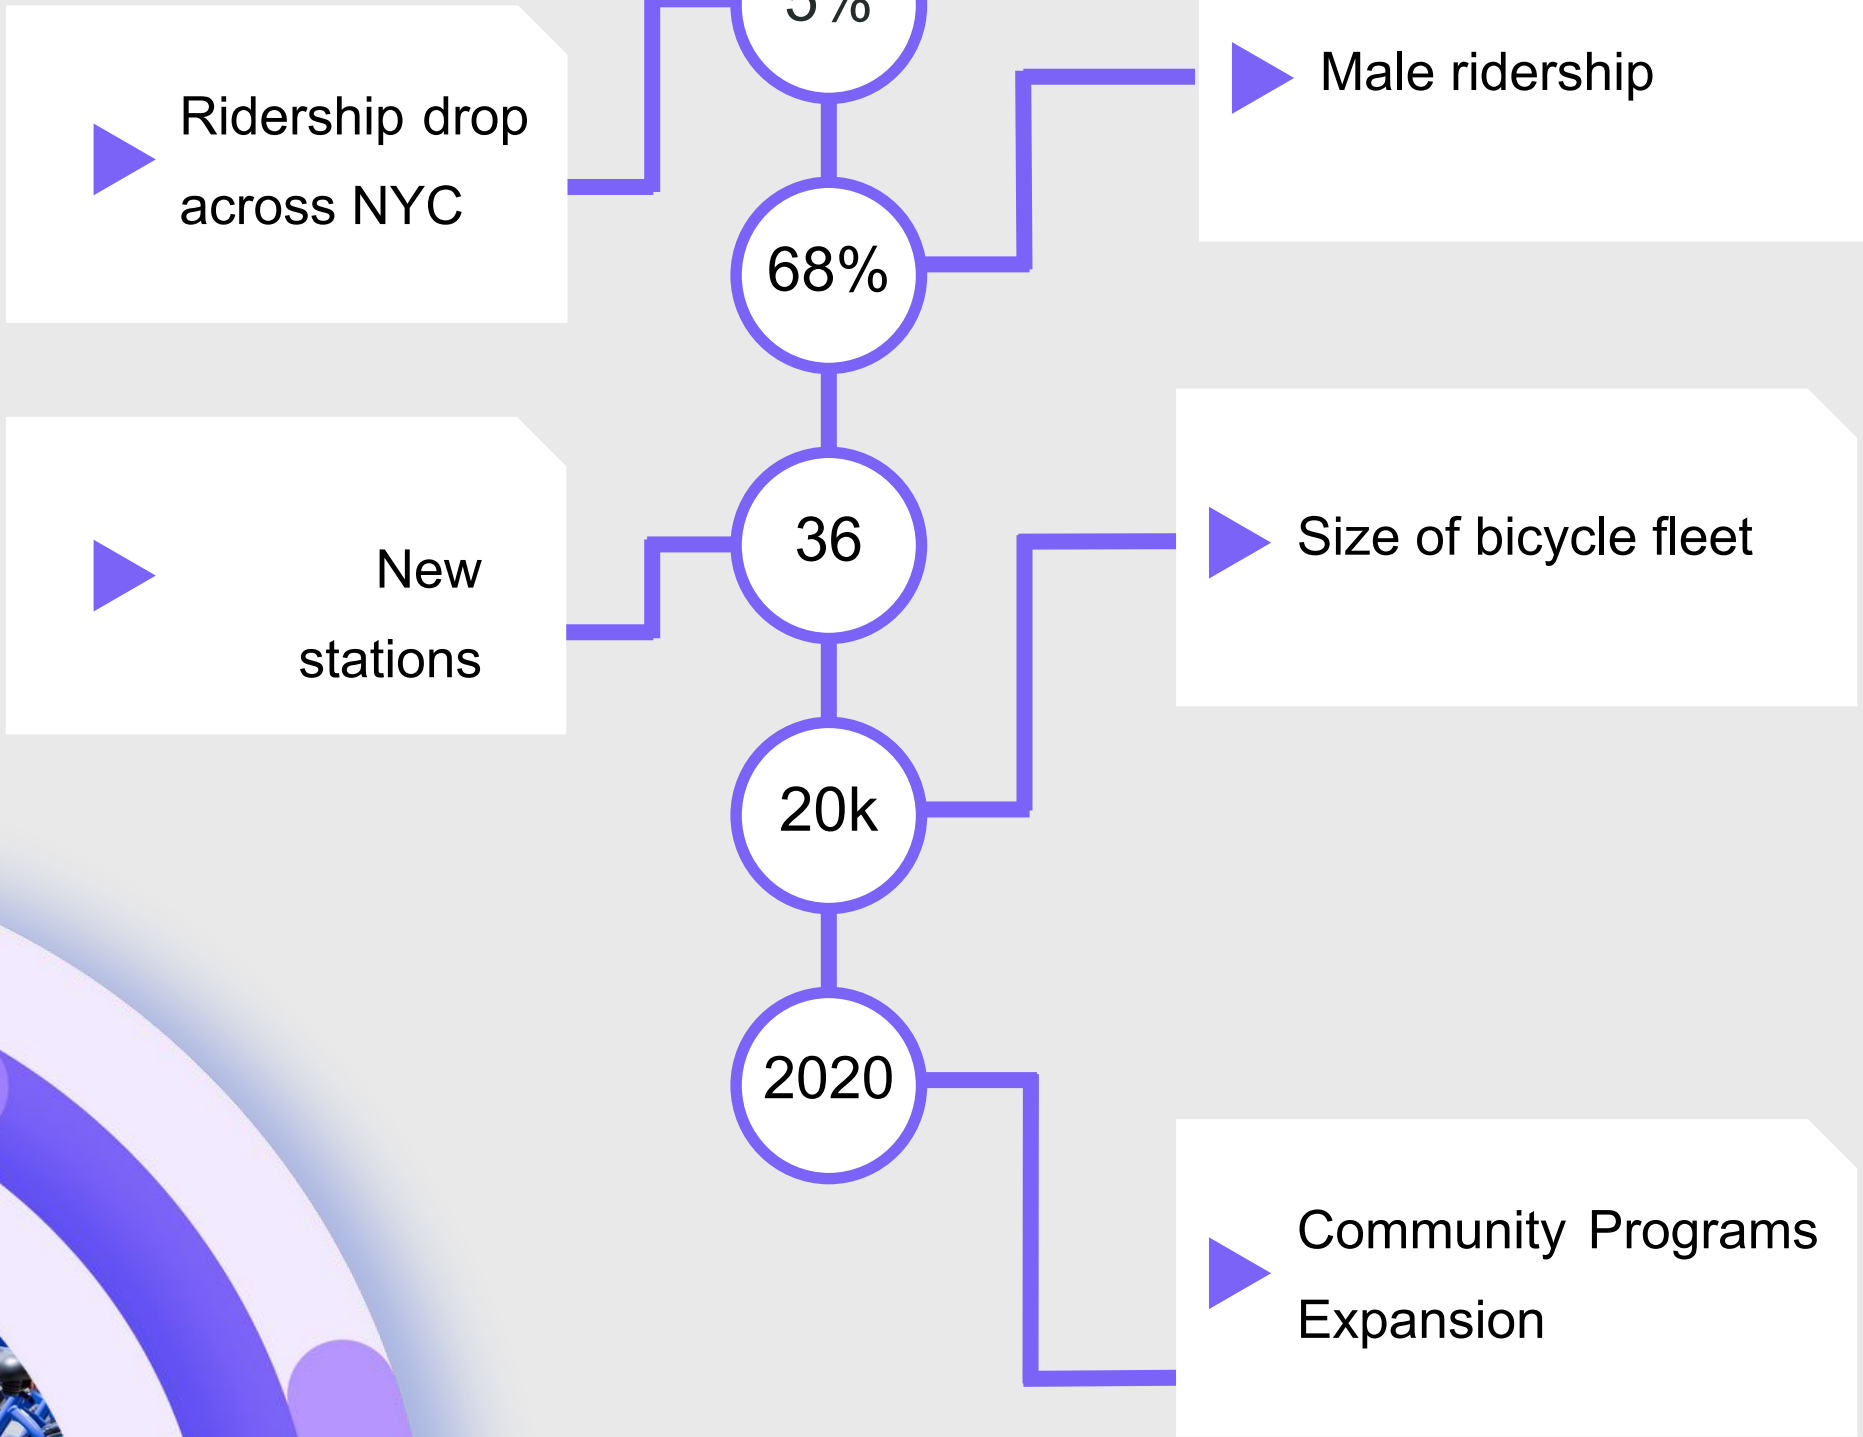 5%
Ridership drop
across NYC
Male ridership
68%
36
New
stations
Size of bicycle fleet
20k
2020
Community Programs
Expansion